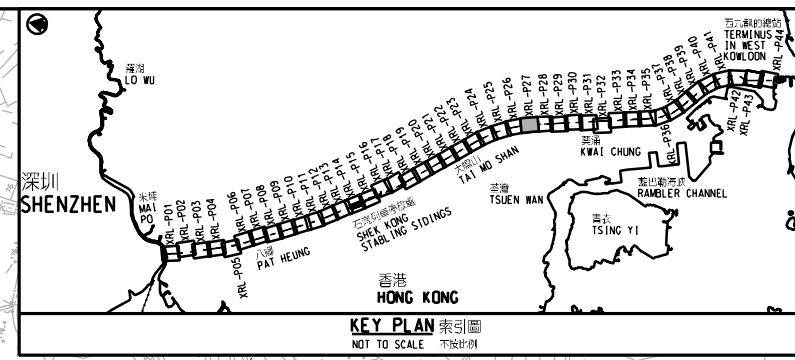 羅湖
LO WU
深圳
SHENZHEN
米埔
MAI
PO
XRL-P01
XRL-P02
XRL-P03
XRL-P04
XRL-P05
XRL-P06
XRL-P07
XRL-P08
XRL-P09
XRL-P10
XRL-P11
XRL-P12
XRL-P13
XRL-P14
XRL-P15
XRL-P16
XRL-P17
XRL-P18
XRL-P19
XRL-P20
XRL-P21
XRL-P22
XRL-P23
XRL-P24
XRL-P25
XRL-P26
XRL-P27
XRL-P28
XRL-P29
XRL-P30
XRL-P31
XRL-P32
XRL-P33
XRL-P34
XRL-P35
XRL-P36
XRL-P37
XRL-P38
XRL-P39
XRL-P40
XRL-P41
XRL-P42
XRL-P43
XRL-P44
八鄉
PAT HEUNG
SHEK KONG
STABLING SIDINGS
大帽山
TAI MO SHAN
荃灣
TSUEN WAN
葵涌
KWAI CHUNG
西九龍的總站
TERMINUS
IN WEST
KOWLOON
藍巴勒海峽
RAMBLER CHANNEL
青衣
TSING YI
香港
HONG KONG
KEY PLAN 索引圖
NOT TO SCALE 不按比例